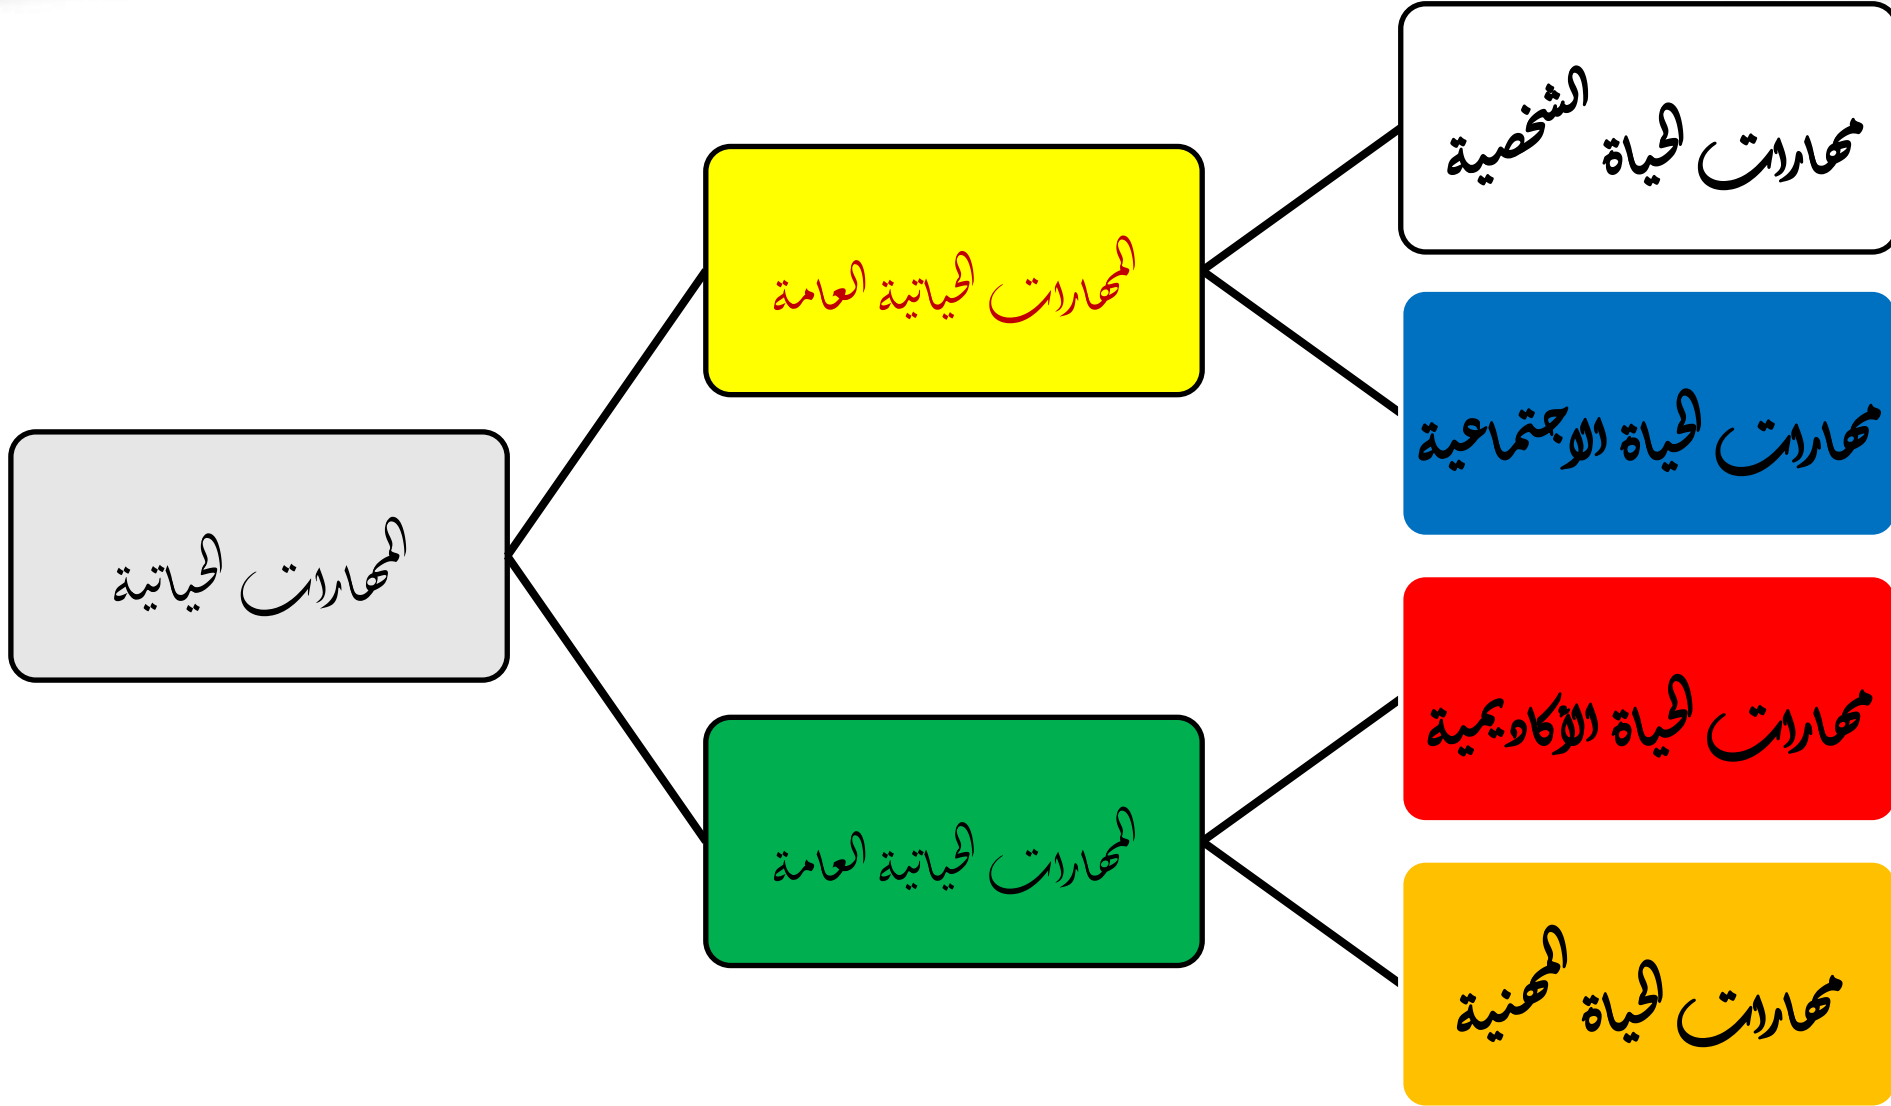 المهارات الحياتية
المهارات الحياتية العامة
مهارات الحياة الشخصية
مهارات الحياة الاجتماعية
المهارات الحياتية العامة
مهارات الحياة الأكاديمية
مهارات الحياة المهنية